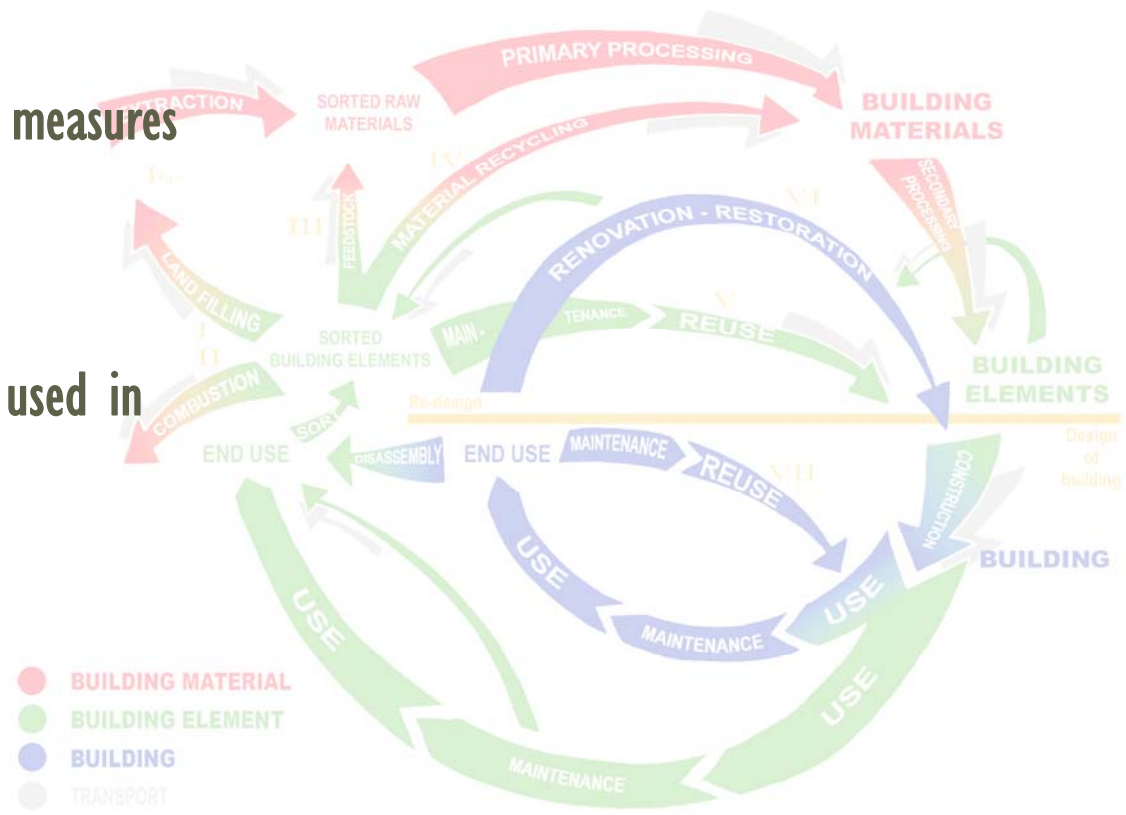 PRIMARY PROCESSING
EXTRACTION
SORTED RAW
MATERIALS
BUILDING
MATERIALS
measures
MATERIAL RECYCLING
IV
SECONDARY
PROCESSING
VI
III
FEEDSTOCK
RENOVATION - RESTORATION
LAND FILLING
I
II
SORTED
BUILDING ELEMENTS
MAIN -
TENANCE
V
REUSE
BUILDING
ELEMENTS
used in
COMBUSTION
Re-design
SORT
Design
of
building
END USE
DISASSEMBLY
END USE
MAINTENANCE
REUSE
VII
CONSTRUCTION
BUILDING
USE
USE
USE
MAINTENANCE
USE
MAINTENANCE
BUILDING MATERIAL
BUILDING ELEMENT
BUILDING
TRANSPORT